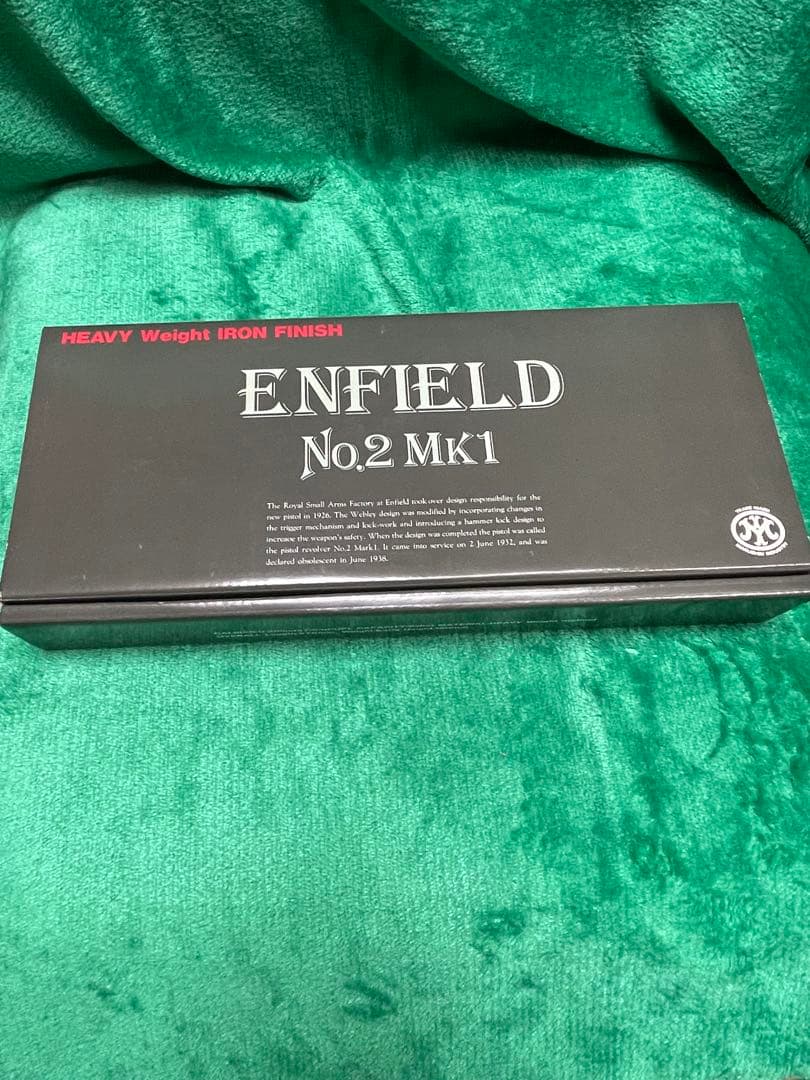 HEAVY Weight IRON FINISH
ENFIELD
No.2 MK1
The Royal Small Arms Factory at Enfield took over design responsibility for the
new pistol in 1926. The Webley design was modified by incorporating changes in
the trigger mechanism and lock-work and introducing a hammer lock design to
increase the weapon's safety. When the design was completed the pistol was called
the pistol revolver No.2 Mark1. It came into service on 2 June 1932, and was
declared obsolescent in June 1938.
TRADE MARK